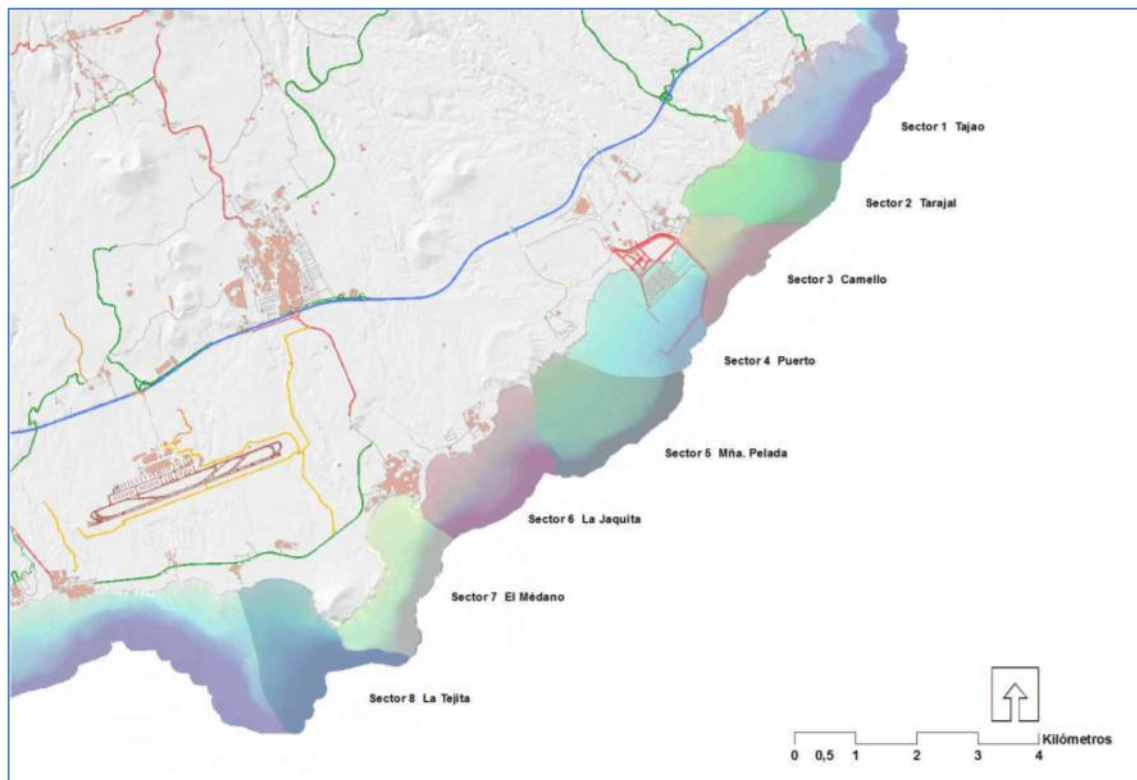 Sector 1 Tajao
Sector 2 Tarajal
Sector 3 Camello
Sector 4 Puerto
Sector 5 Mña. Pelada
Sector 6 La Jaquita
Sector 7 El Médano
Sector 8 La Tejita
Kilómetros
0 0,5 1 2 3 4